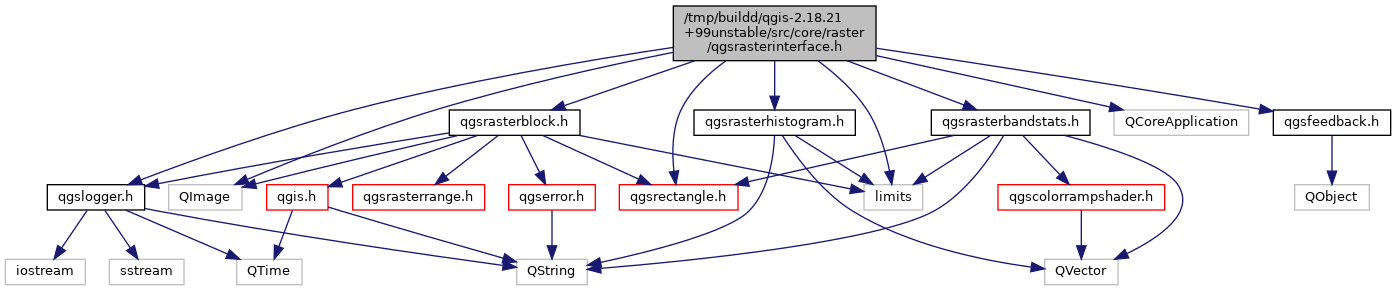 /tmp/buildd/qgis-2.18.21
+99unstable/src/core/raster
/qgsrasterinterface.h
qgsrasterblock.h
qgsrasterhistogram.h
qgsrasterbandstats.h
QCoreApplication
qgsfeedback.h
qgslogger.h
QImage
qgis.h
qgsrasterrange.h
qgserror.h
qgsrectangle.h
limits
qgscolorrampshader.h
QObject
iostream
sstream
QTime
QString
QVector